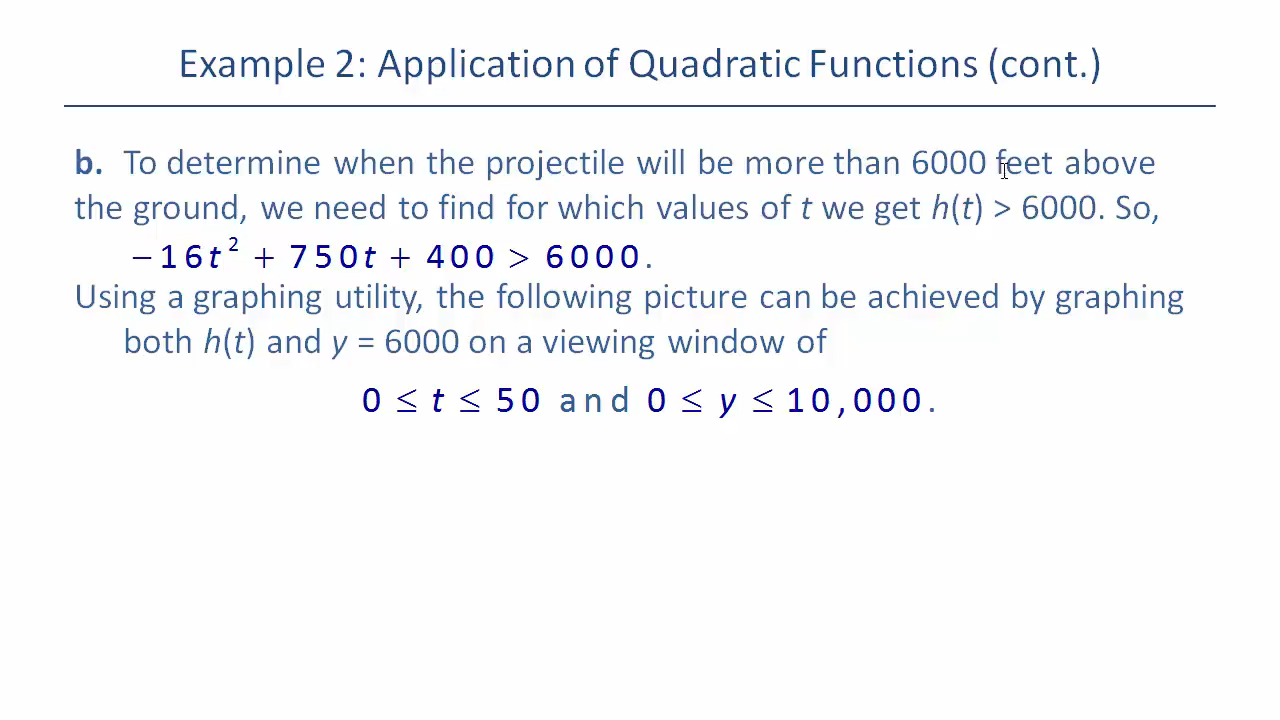 Example 2: Application of Quadratic Functions (cont.)
b. To determine when the projectile will be more than 6000 feet above
the ground, we need to find for which values of t we get h(t) > 6000. So,
−16t² + 750t + 400 > 6000.
Using a graphing utility, the following picture can be achieved by graphing
both h(t) and y = 6000 on a viewing window of
0 ≤ t ≤ 50 and 0 ≤ y ≤ 10,000.